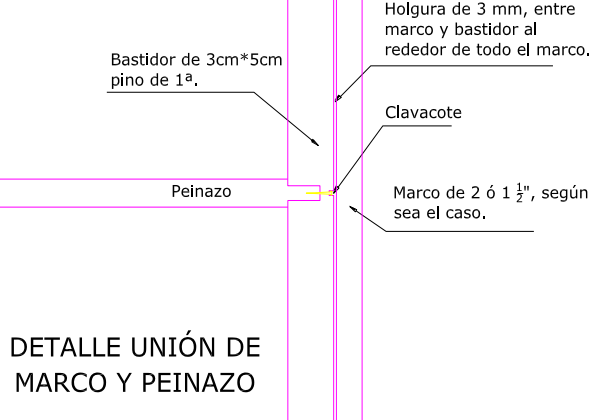 Holgura de 3 mm, entre
marco y bastidor al
rededor de todo el marco.
Bastidor de 3cm*5cm
pino de 1ª.
Clavacote
Peinazo
Marco de 2 ó 1 1/2", según
sea el caso.
DETALLE UNIÓN DE
MARCO Y PEINAZO